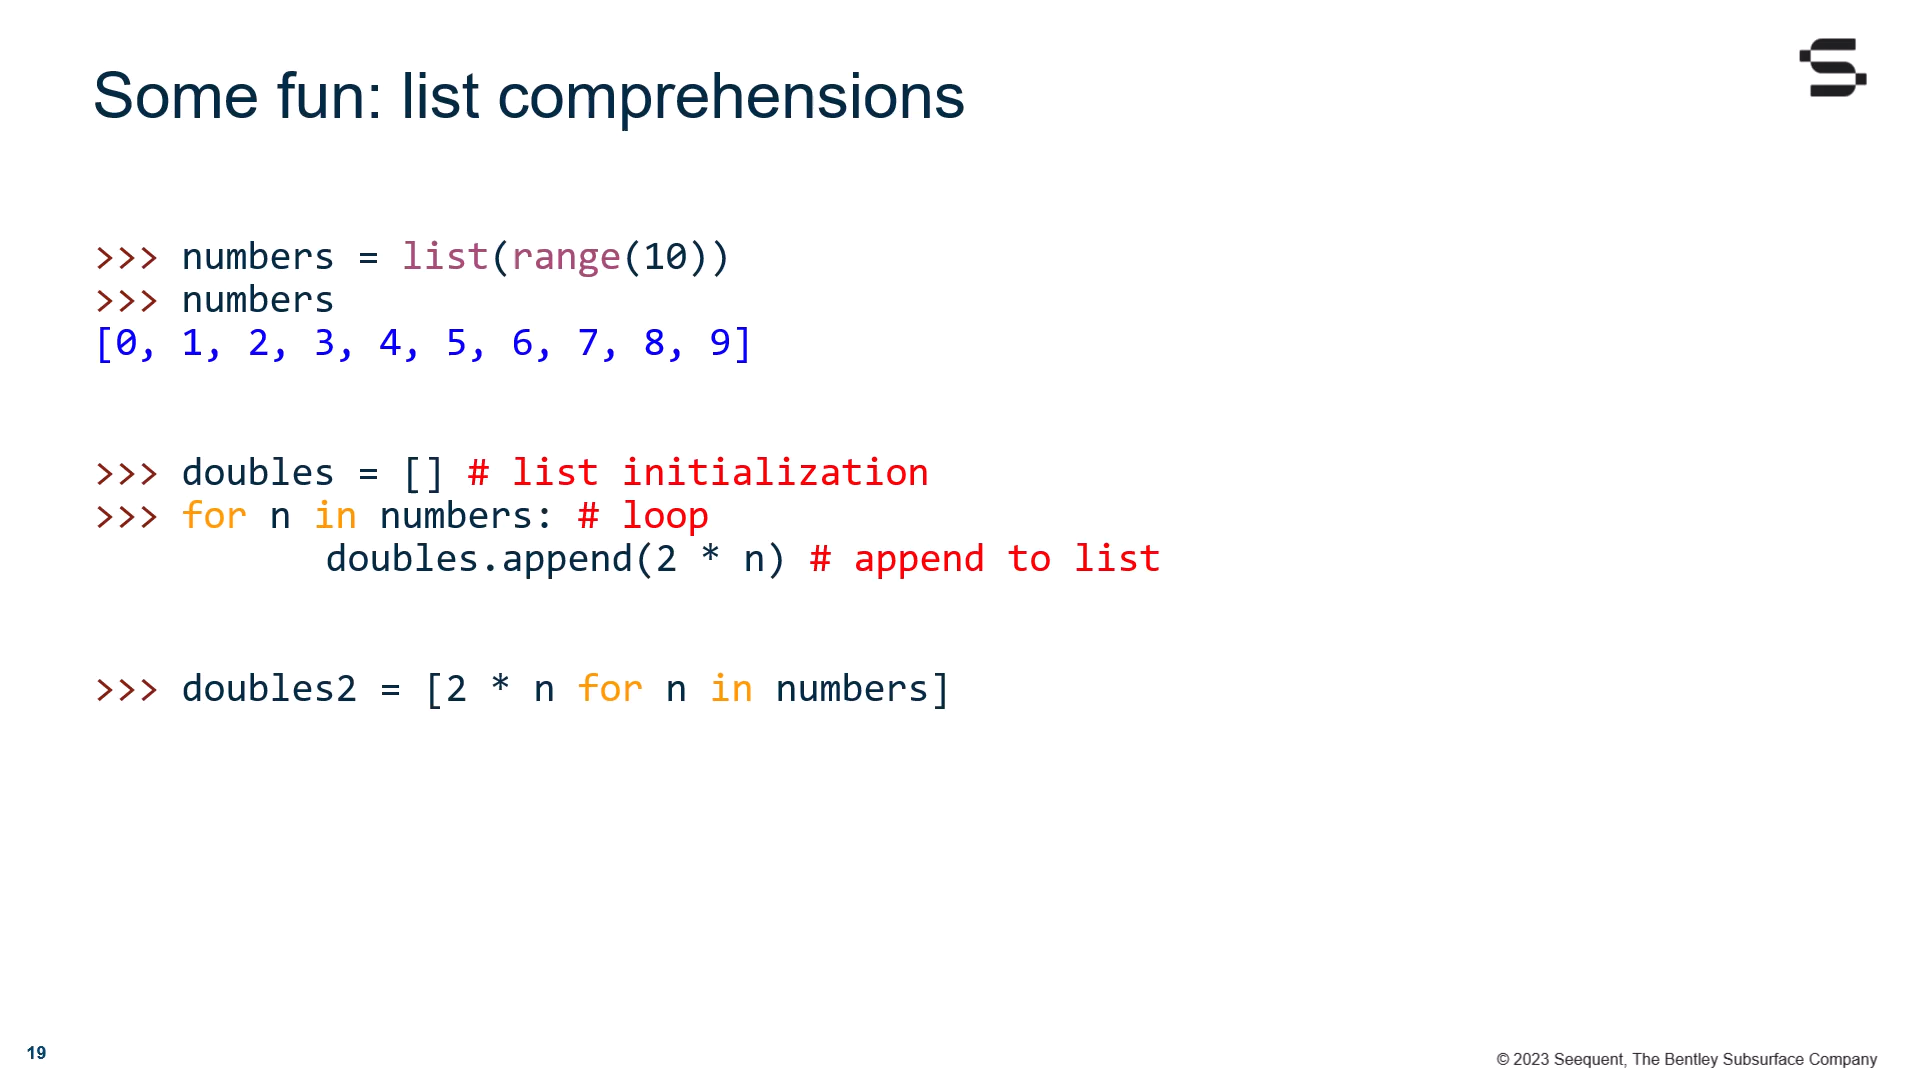 Some fun: list comprehensions
>>> numbers = list(range(10))
>>> numbers
[0, 1, 2, 3, 4, 5, 6, 7, 8, 9]
>>> doubles = [] # list initialization
>>> for n in numbers: # loop
doubles.append(2 * n) # append to list
>>> doubles2 = [2 * n for n in numbers]
19
© 2023 Seequent, The Bentley Subsurface Company